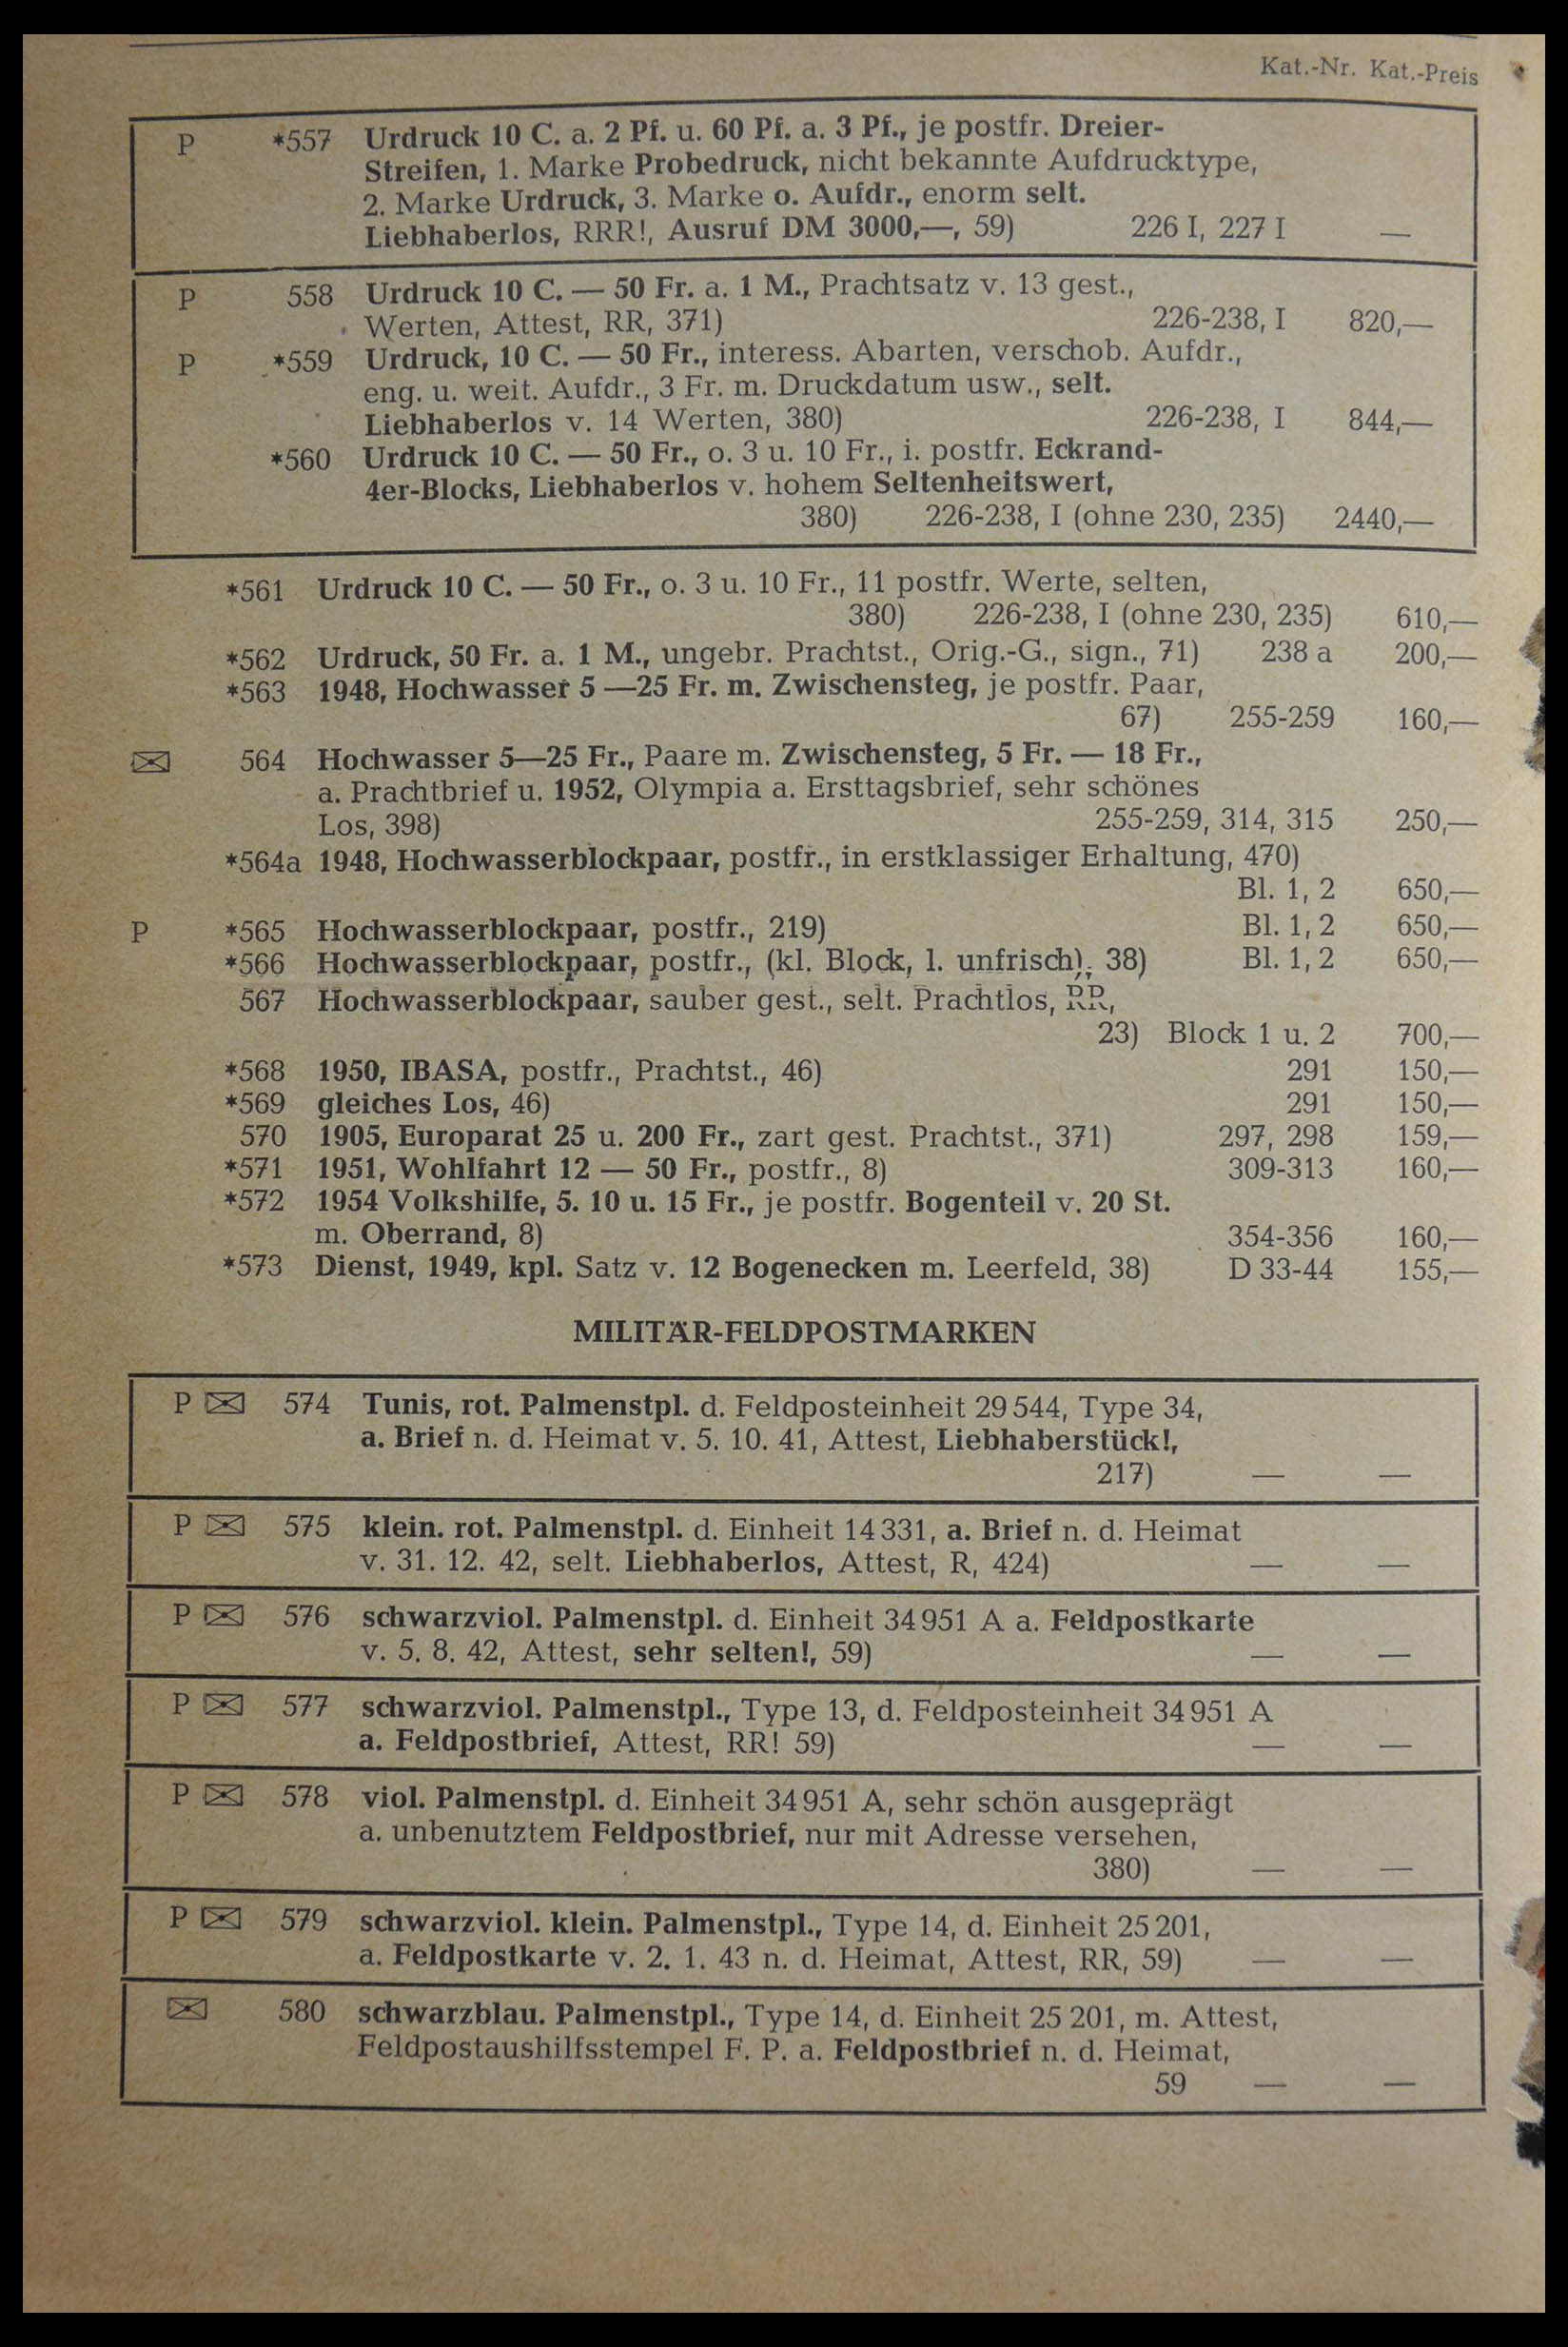 Kat.-Nr. Kat.-Preis
P *557 Urdruck 10 C. a. 2 Pf. u. 60 Pf. a. 3 Pf., je postfr. Dreier-
Streifen, 1. Marke Probedruck, nicht bekannte Aufdrucktype,
2. Marke Urdruck, 3. Marke o. Aufdr., enorm selt.
Liebhaberlos, RRR!, Ausruf DM 3000,—, 59) 226 I, 227 I —
P 558 Urdruck 10 C. — 50 Fr. a. 1 M., Prachtsatz v. 13 gest.,
Werten, Attest, RR, 371) 226-238, I 820,—
P *559 Urdruck, 10 C. — 50 Fr., interess. Abarten, verschob. Aufdr.,
eng. u. weit. Aufdr., 3 Fr. m. Druckdatum usw., selt.
Liebhaberlos v. 14 Werten, 380) 226-238, I 844,—
*560 Urdruck 10 C. — 50 Fr., o. 3 u. 10 Fr., i. postfr. Eckrand-
4er-Blocks, Liebhaberlos v. hohem Seltenheitswert,
380) 226-238, I (ohne 230, 235) 2440,—
*561 Urdruck 10 C. — 50 Fr., o. 3 u. 10 Fr., 11 postfr. Werte, selten,
380) 226-238, I (ohne 230, 235) 610,—
*562 Urdruck, 50 Fr. a. 1 M., ungebr. Prachtst., Orig.-G., sign., 71) 238 a 200,—
*563 1948, Hochwasser 5 —25 Fr. m. Zwischensteg, je postfr. Paar,
67) 255-259 160,—
564 Hochwasser 5—25 Fr., Paare m. Zwischensteg, 5 Fr. — 18 Fr.,
a. Prachtbrief u. 1952, Olympia a. Ersttagsbrief, sehr schönes
Los, 398) 255-259, 314, 315 250,—
*564a 1948, Hochwasserblockpaar, postfr., in erstklassiger Erhaltung, 470)
Bl. 1, 2 650,—
P *565 Hochwasserblockpaar, postfr., 219) Bl. 1, 2 650,—
*566 Hochwasserblockpaar, postfr., (kl. Block, l. unfrisch), 38) Bl. 1, 2 650,—
567 Hochwasserblockpaar, sauber gest., selt. Prachtlos, RR,
23) Block 1 u. 2 700,—
*568 1950, IBASA, postfr., Prachtst., 46) 291 150,—
*569 gleiches Los, 46) 291 150,—
570 1905, Europarat 25 u. 200 Fr., zart gest. Prachtst., 371) 297, 298 159,—
*571 1951, Wohlfahrt 12 — 50 Fr., postfr., 8) 309-313 160,—
*572 1954 Volkshilfe, 5. 10 u. 15 Fr., je postfr. Bogenteil v. 20 St.
m. Oberrand, 8) 354-356 160,—
*573 Dienst, 1949, kpl. Satz v. 12 Bogenecken m. Leerfeld, 38) D 33-44 155,—
MILITÄR-FELDPOSTMARKEN
P 574 Tunis, rot. Palmenstpl. d. Feldposteinheit 29 544, Type 34,
a. Brief n. d. Heimat v. 5. 10. 41, Attest, Liebhaberstück!,
217) — —
P 575 klein. rot. Palmenstpl. d. Einheit 14 331, a. Brief n. d. Heimat
v. 31. 12. 42, selt. Liebhaberlos, Attest, R, 424) — —
P 576 schwarzviol. Palmenstpl. d. Einheit 34 951 A a. Feldpostkarte
v. 5. 8. 42, Attest, sehr selten!, 59) — —
P 577 schwarzviol. Palmenstpl., Type 13, d. Feldposteinheit 34 951 A
a. Feldpostbrief, Attest, RR! 59) — —
P 578 viol. Palmenstpl. d. Einheit 34 951 A, sehr schön ausgeprägt
a. unbenutztem Feldpostbrief, nur mit Adresse versehen,
380) — —
P 579 schwarzviol. klein. Palmenstpl., Type 14, d. Einheit 25 201,
a. Feldpostkarte v. 2. 1. 43 n. d. Heimat, Attest, RR, 59) — —
580 schwarzblau. Palmenstpl., Type 14, d. Einheit 25 201, m. Attest,
Feldpostaushilfsstempel F. P. a. Feldpostbrief n. d. Heimat,
59 — —